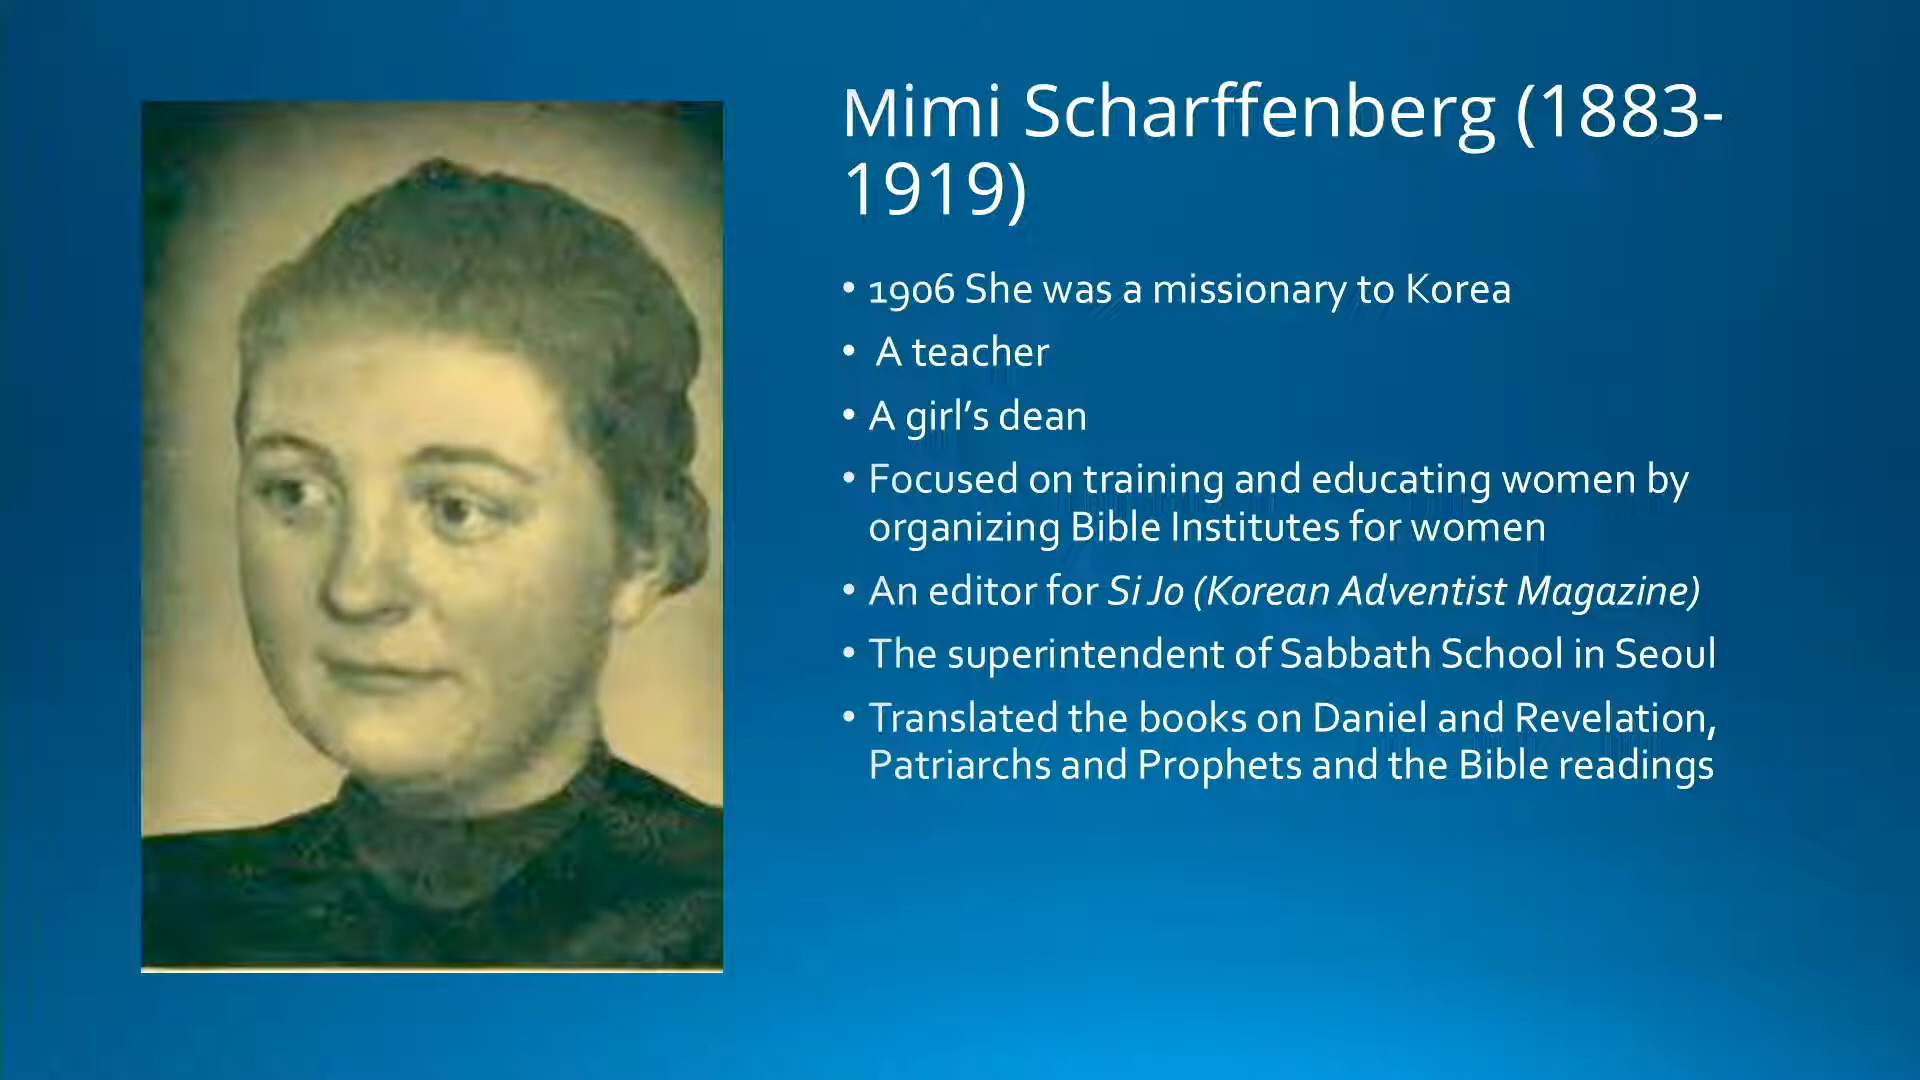 Mimi Scharffenberg (1883-
1919)
• 1906 She was a missionary to Korea
• A teacher
• A girl’s dean
• Focused on training and educating women by
organizing Bible Institutes for women
• An editor for Si Jo (Korean Adventist Magazine)
• The superintendent of Sabbath School in Seoul
• Translated the books on Daniel and Revelation,
Patriarchs and Prophets and the Bible readings